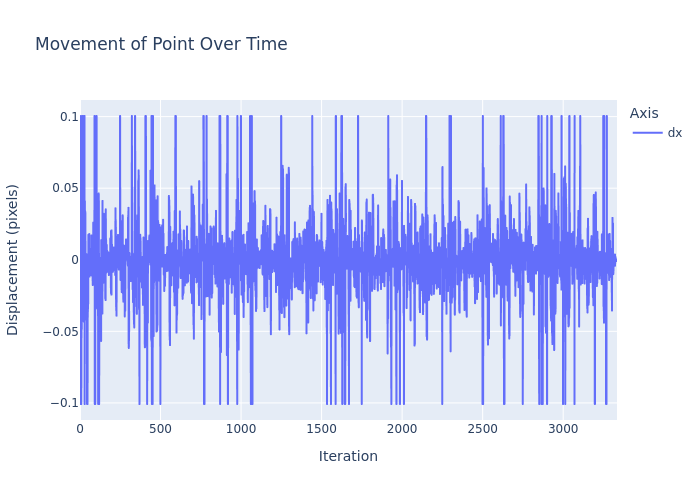 Movement of Point Over Time
Axis
dx
Displacement (pixels)
0.1
0.05
0
−0.05
−0.1
0 500 1000 1500 2000 2500 3000
Iteration